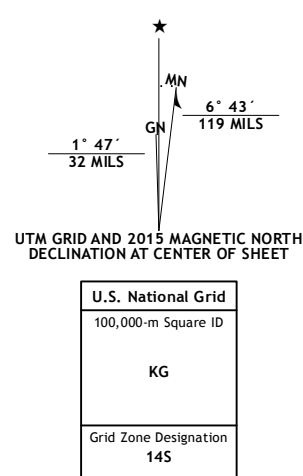 MN
GN
6° 43´
119 MILS
1° 47´
32 MILS
UTM GRID AND 2015 MAGNETIC NORTH
DECLINATION AT CENTER OF SHEET
U.S. National Grid
100,000-m Square ID
KG
Grid Zone Designation
14S